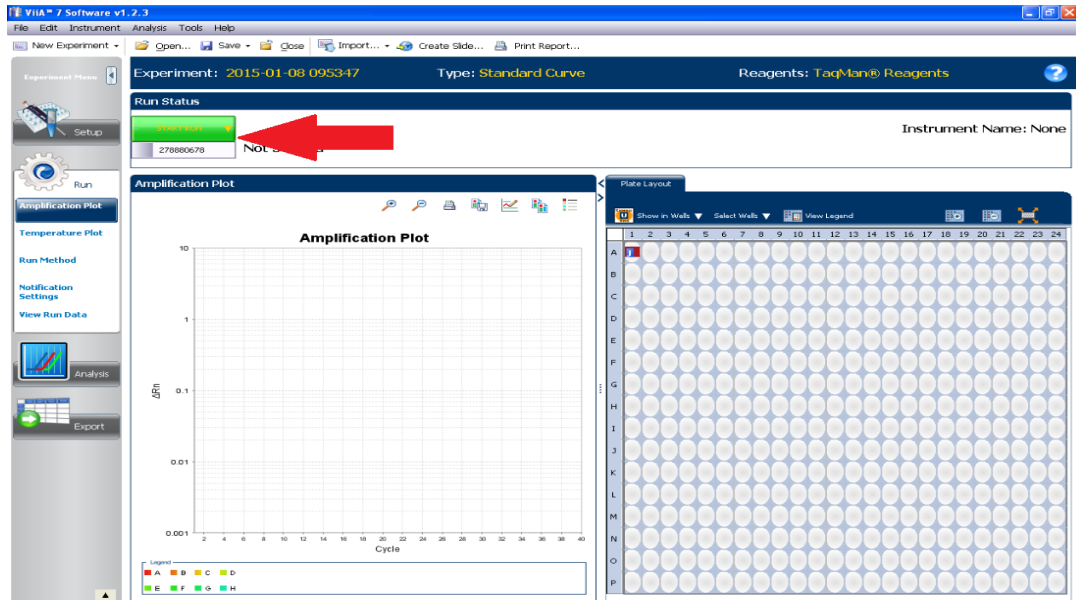 ViiA™ 7 Software v1.2.3
File Edit Instrument Analysis Tools Help
New Experiment Open... Save Close Import... Create Slide... Print Report...
Experiment Menu
Experiment: 2015-01-08 095347 Type: Standard Curve Reagents: TaqMan® Reagents
Run Status
START RUN
278880678
Instrument Name: None
Setup
Run
Amplification Plot
Temperature Plot
Run Method
Notification
Settings
View Run Data
Analysis
Export
Amplification Plot
Amplification Plot
10
1
0.1
0.01
0.001
ΔRn
2 4 6 8 10 12 14 16 18 20 22 24 26 28 30 32 34 36 38 40
Cycle
Legend
A B C D
E F G H
Plate Layout
Show in Wells Select Wells View Legend
1 2 3 4 5 6 7 8 9 10 11 12 13 14 15 16 17 18 19 20 21 22 23 24
A
B
C
D
E
F
G
H
I
J
K
L
M
N
O
P